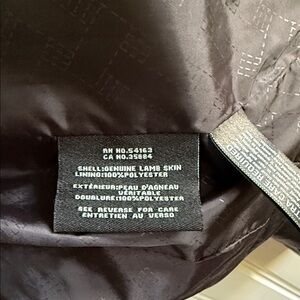 RN NO.54163
CA NO.35884
SHELL:GENUINE LAMB SKIN
LINING:100%POLYESTER
EXTÉRIEUR:PEAU D'AGNEAU
VÉRITABLE
DOUBLURE:100%POLYESTER
SEE REVERSE FOR CARE
ENTRETIEN AU VERSO